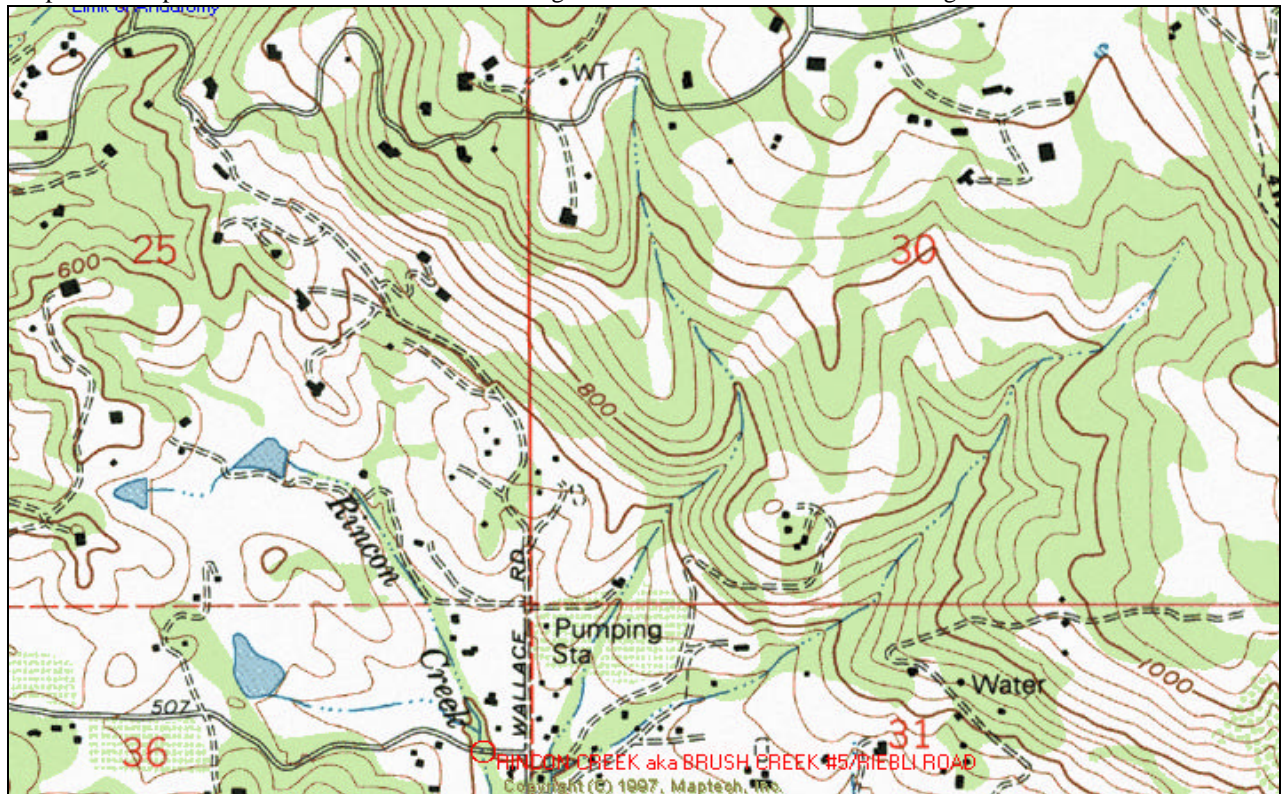 WT
25
30
600
800
Rincon
Creek
WALLACE RD
Pumping
Sta
Water
1000
507
36
31
RINCON CREEK aka BRUSH CREEK #5/RIEBLI ROAD
Copyright (C) 1997, Maptech, Inc.